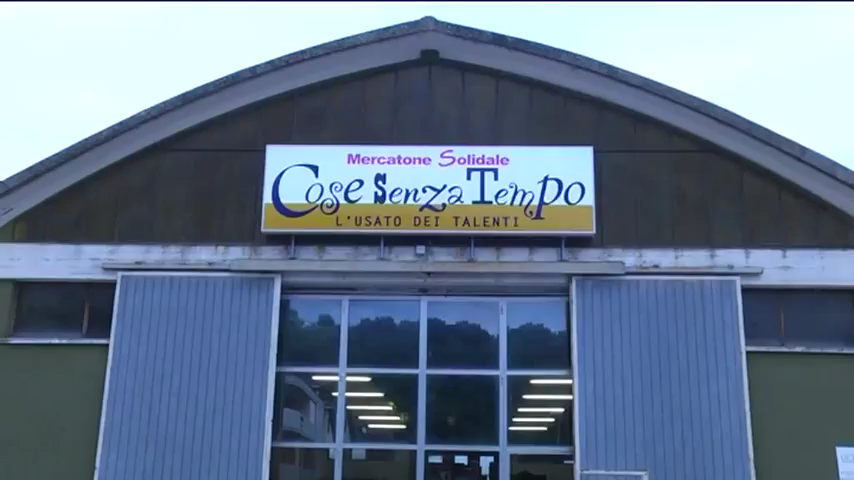 Mercatone Solidale
Cose Senza Tempo
L'USATO DEI TALENTI